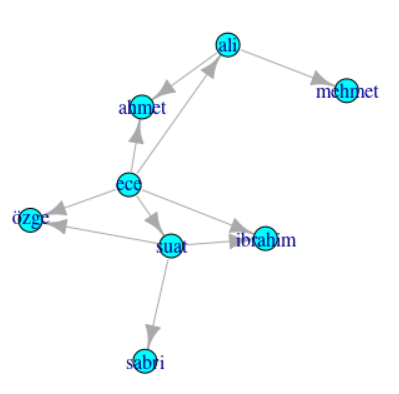 ali
mehmet
ahmet
ece
özge
suat
ibrahim
sabri